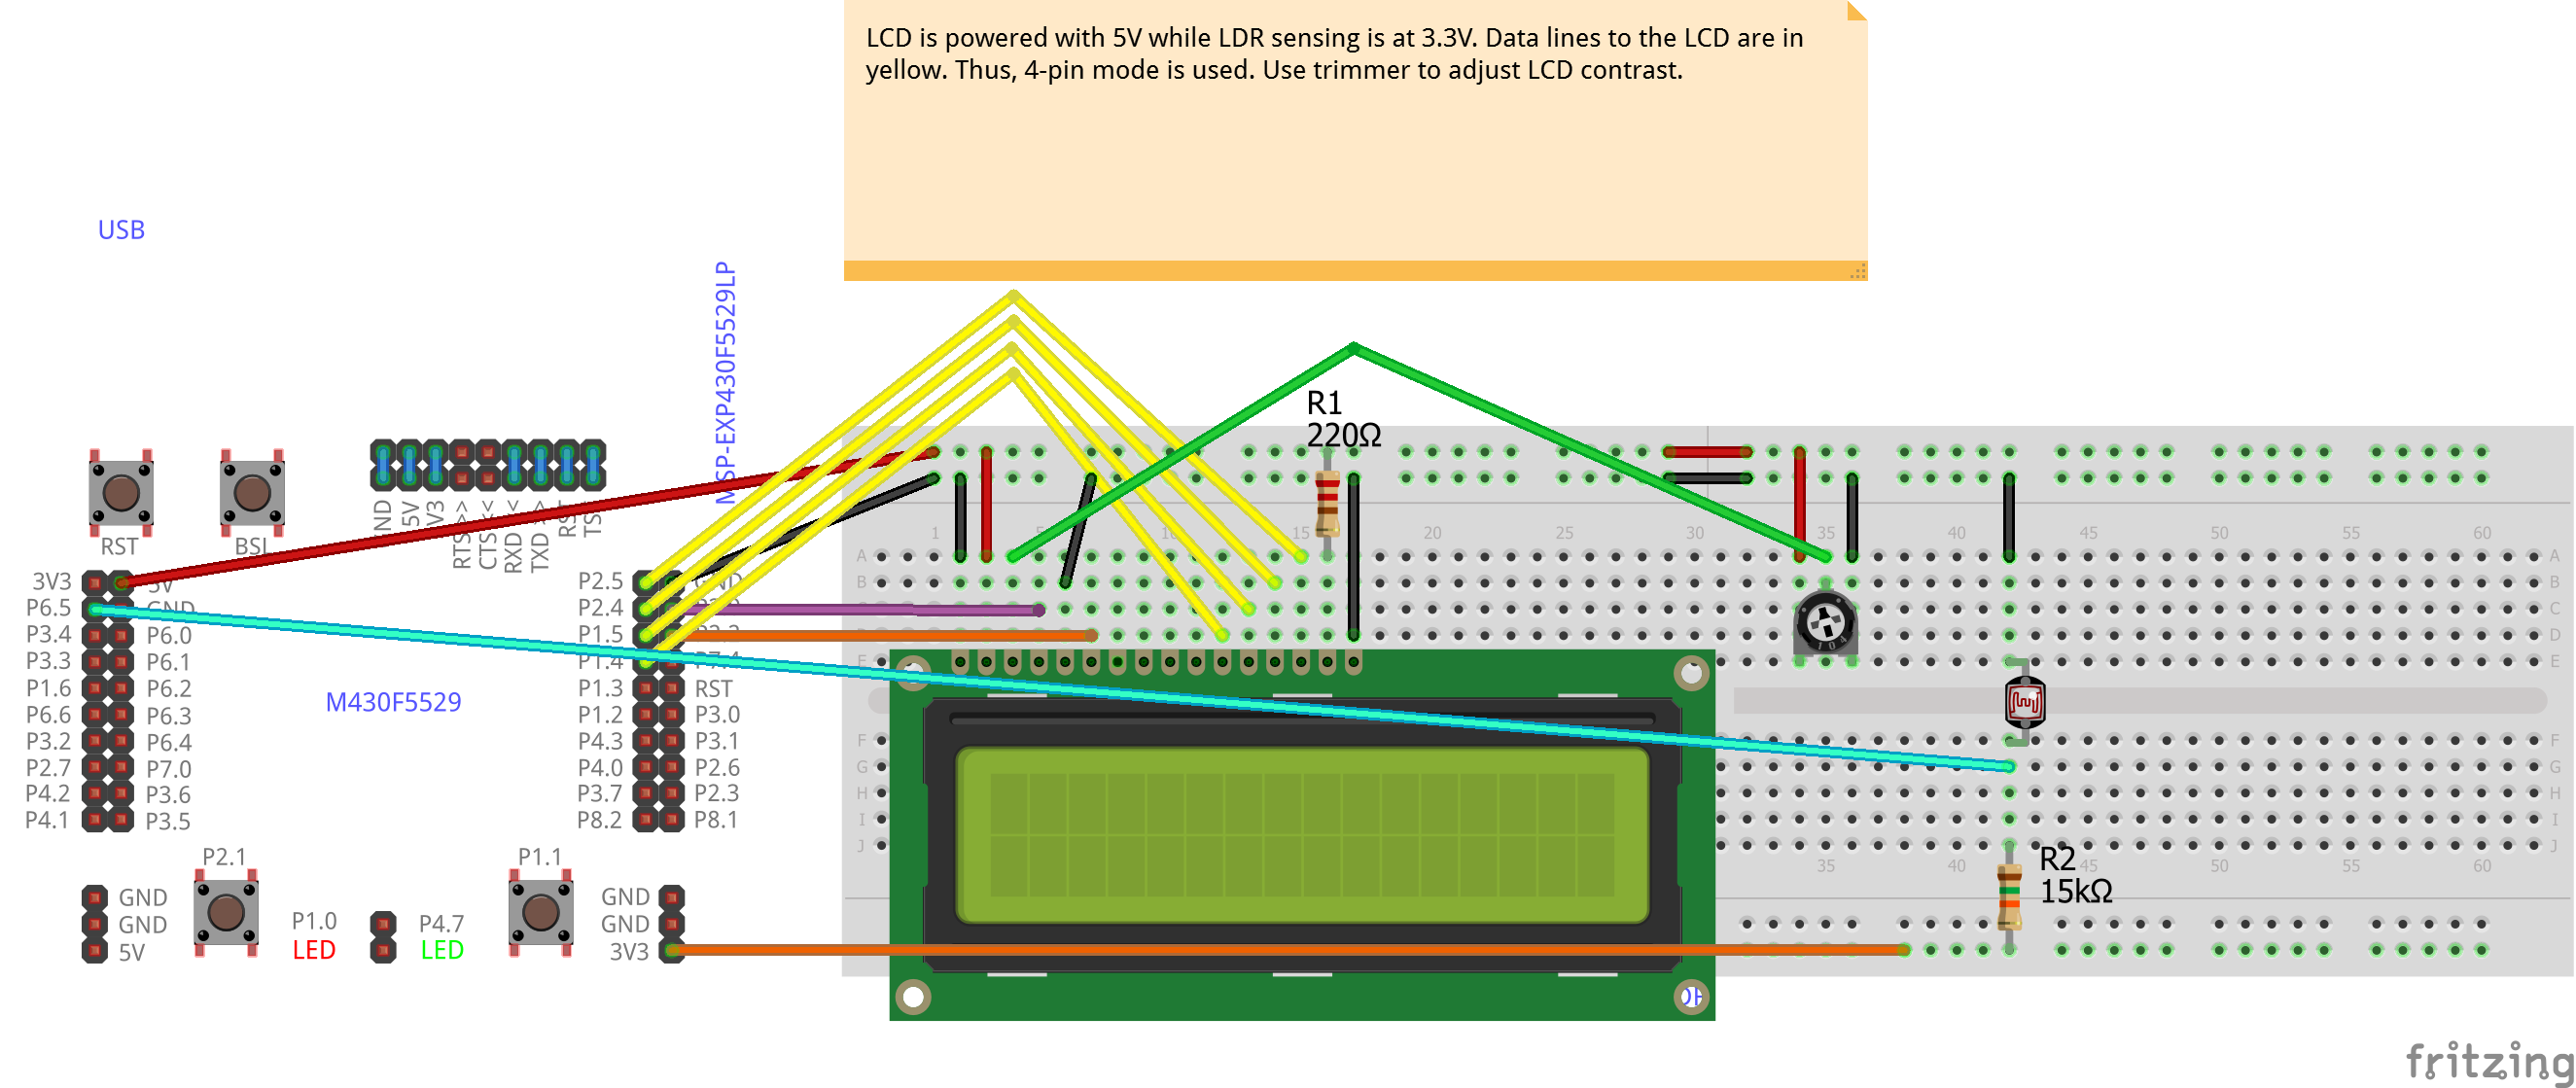 LCD is powered with 5V while LDR sensing is at 3.3V. Data lines to the LCD are in
yellow. Thus, 4-pin mode is used. Use trimmer to adjust LCD contrast.
USB
MSP-EXP430F5529LP
R1
220Ω
RST
BSL
RTS>>
CTS<<
RXD <<
TXD >>
1 5 10 15 20 25 30 35 40 45 50 55 60
3V3 5V
P6.5 GND
P3.4 P6.0
P3.3 P6.1
P1.6 P6.2
P6.6 P6.3
P3.2 P6.4
P2.7 P7.0
P4.2 P3.6
P4.1 P3.5
M430F5529
P2.5 GND
P2.4
P1.5
P1.4 P7.4
P1.3 RST
P1.2 P3.0
P4.3 P3.1
P4.0 P2.6
P3.7 P2.3
P8.2 P8.1
A A
B B
C
D
E E
F F
G G
H H
I I
J J
35 40 45 50 55 60
R2
15kΩ
P2.1
P1.1
GND
GND
5V
P1.0
LED
P4.7
LED
GND
GND
3V3
fritzing